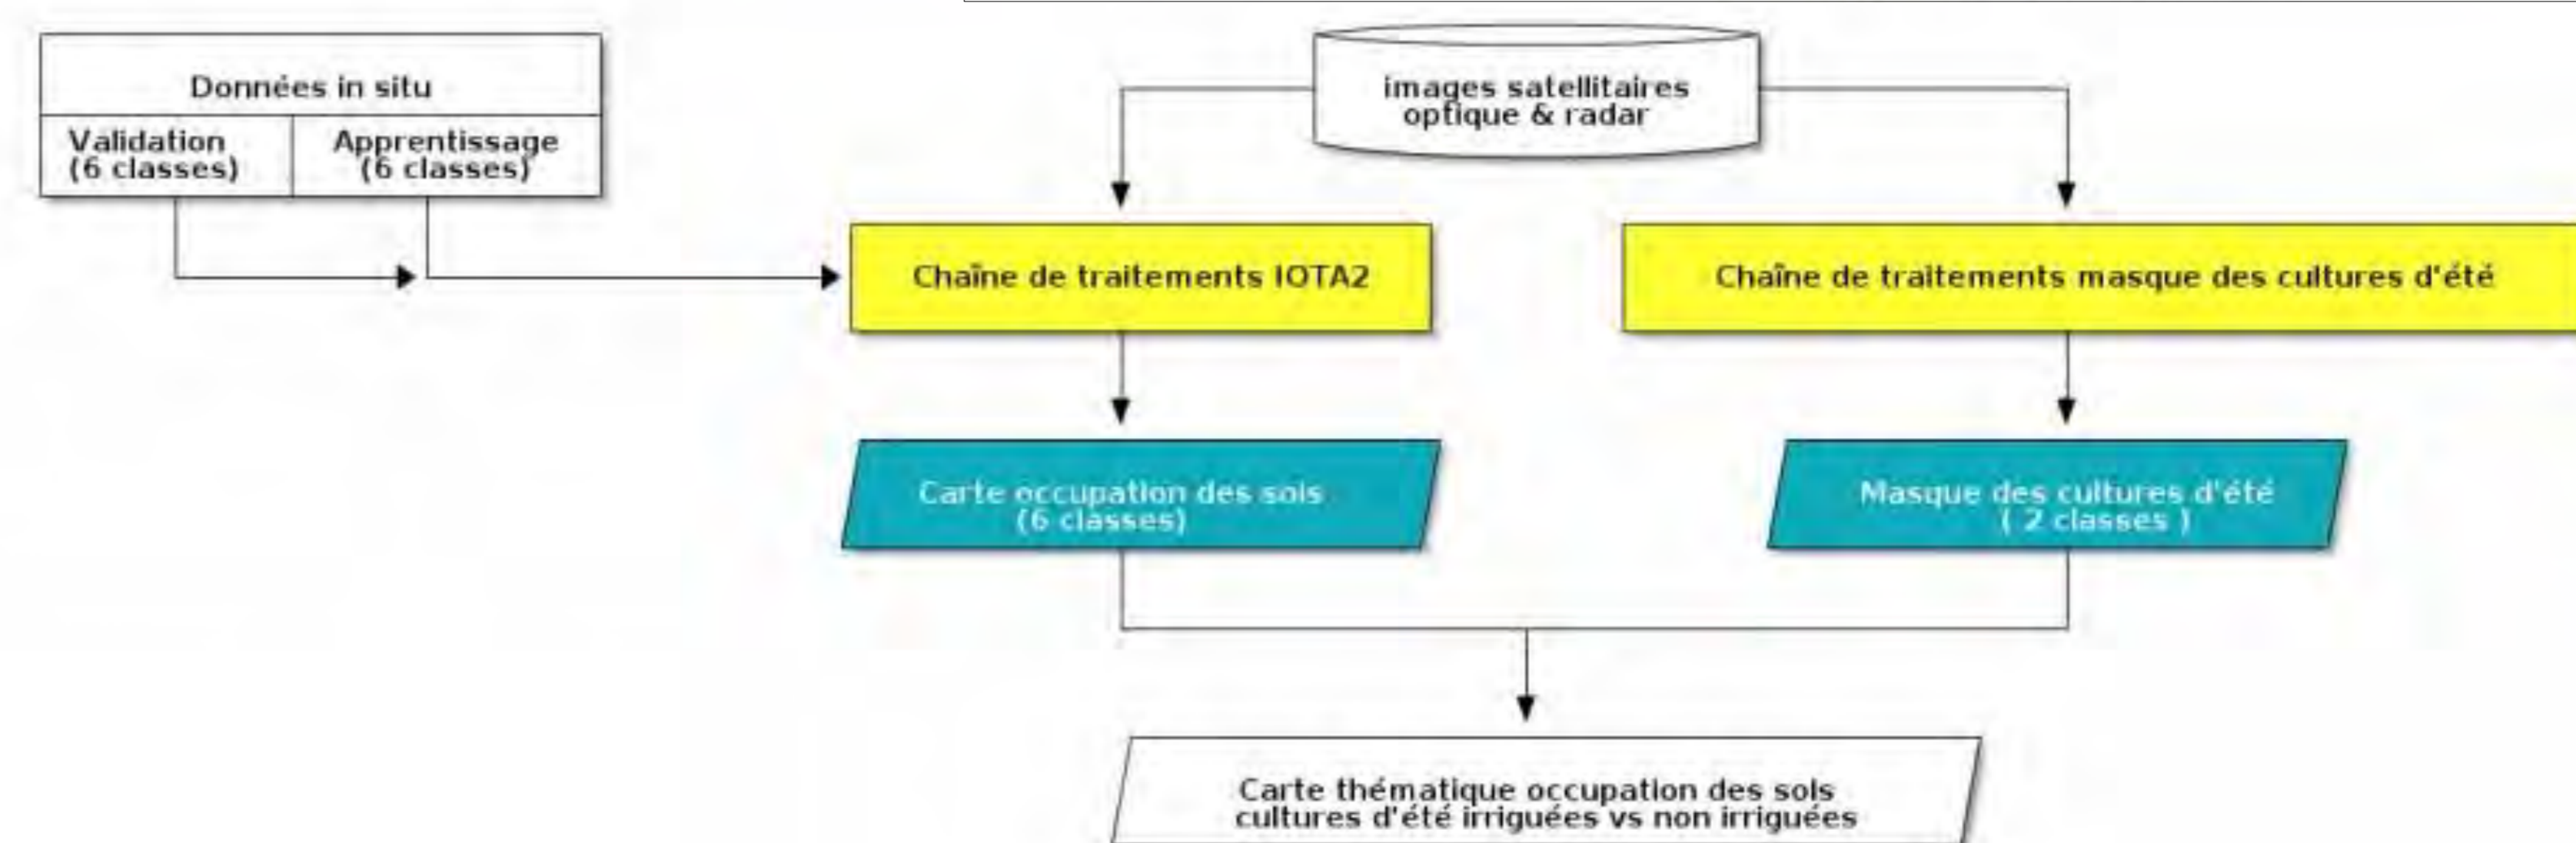 Données in situ
Validation
(6 classes)
Apprentissage
(6 classes)
images satellitaires
optique & radar
Chaîne de traitements IOTA2
Chaîne de traitements masque des cultures d'été
Carte occupation des sols
(6 classes)
Masque des cultures d'été
( 2 classes )
Carte thématique occupation des sols
cultures d'été irriguées vs non irriguées